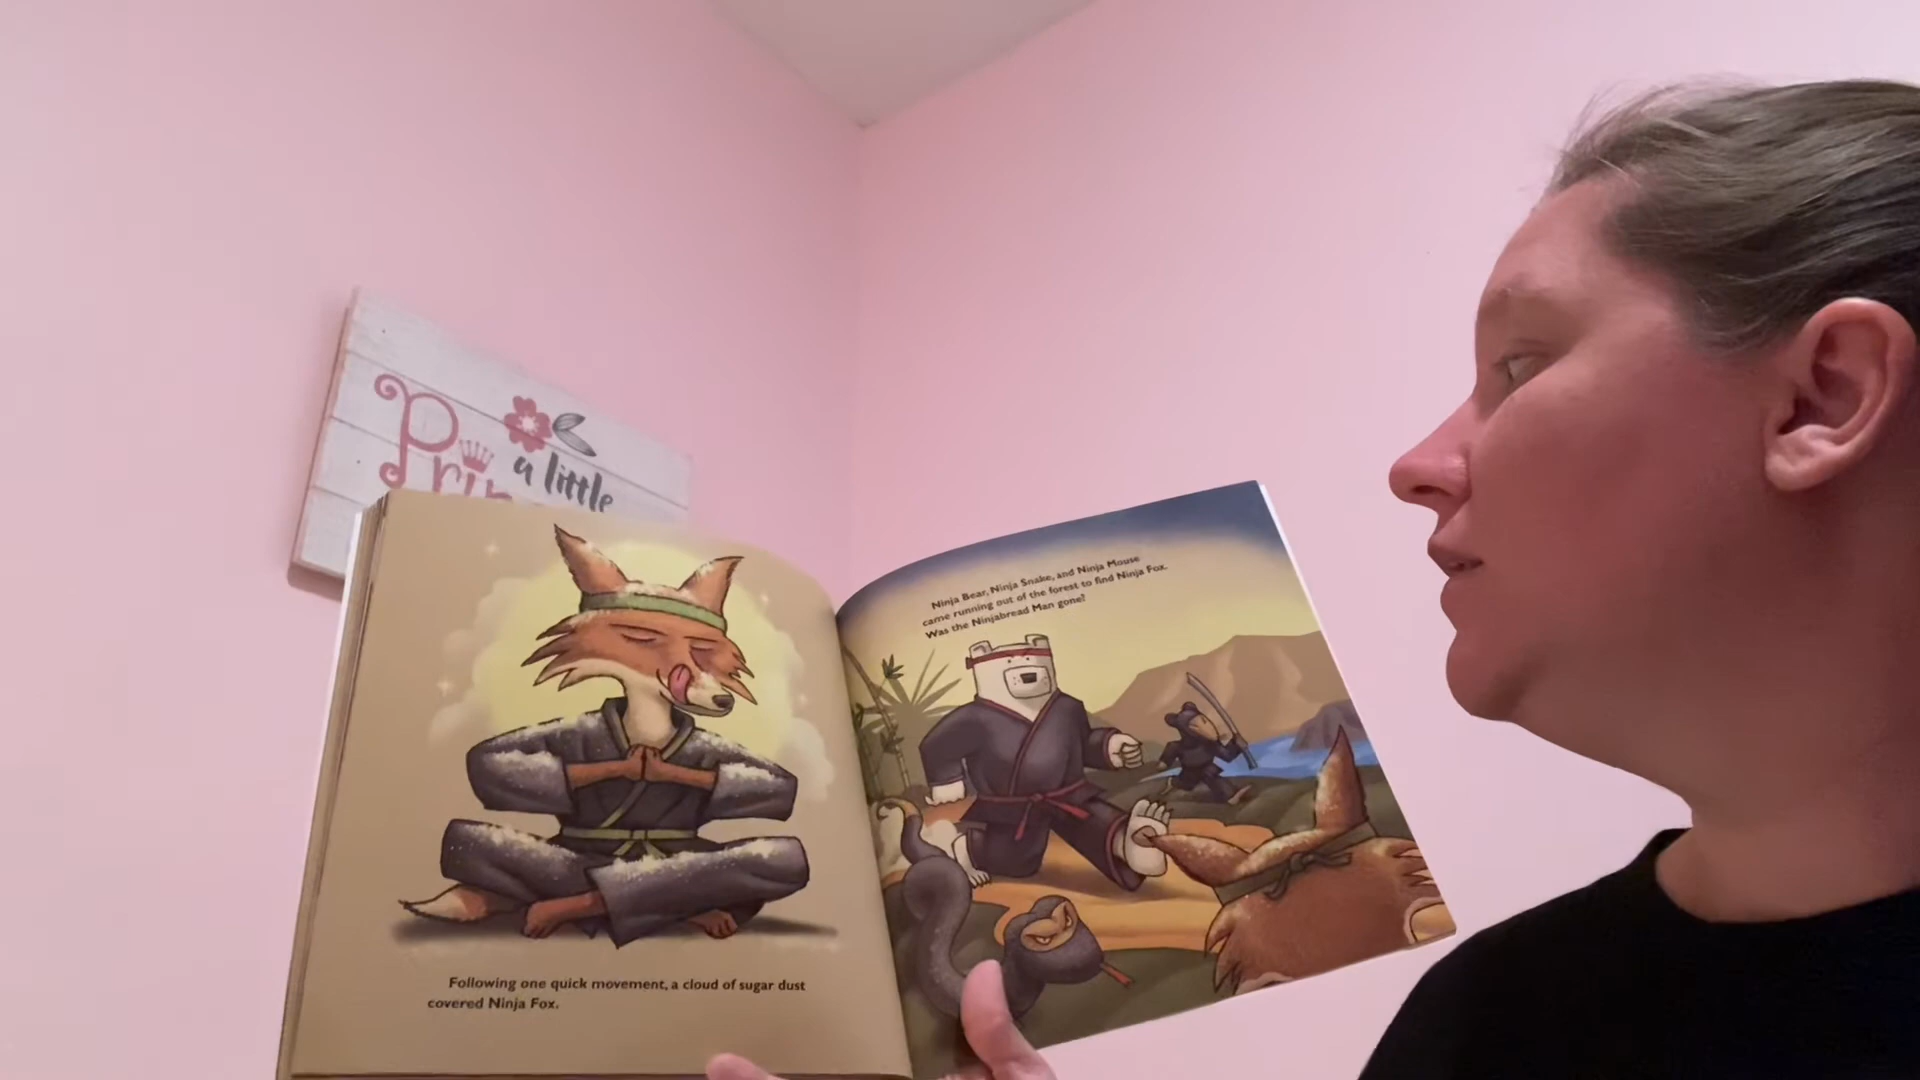 a little
Following one quick movement, a cloud of sugar dust
covered Ninja Fox.
Ninja Bear, Ninja Snake, and Ninja Mouse
came running out of the forest to find Ninja Fox.
Was the Ninjabread Man gone?